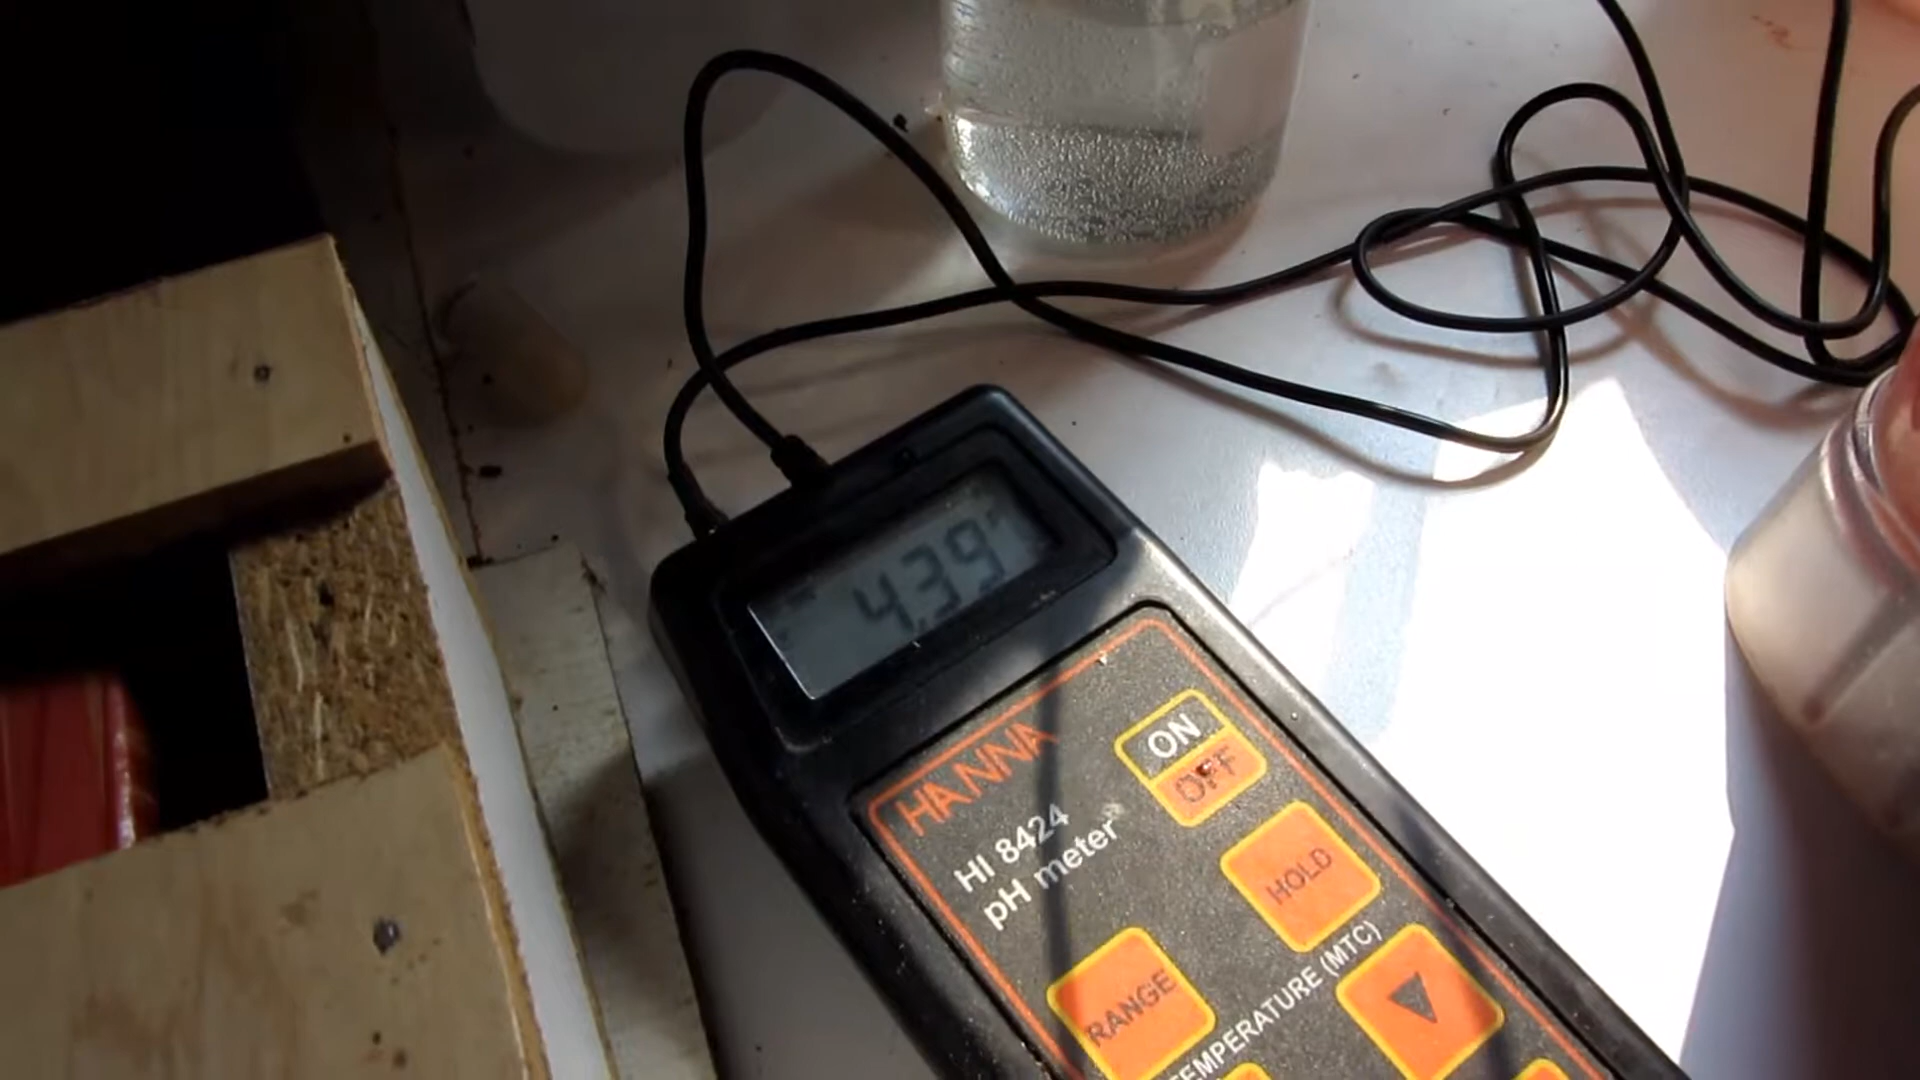 4.39
HANNA
HI 8424
pH meter
ON
OFF
HOLD
RANGE
TEMPERATURE (MTC)